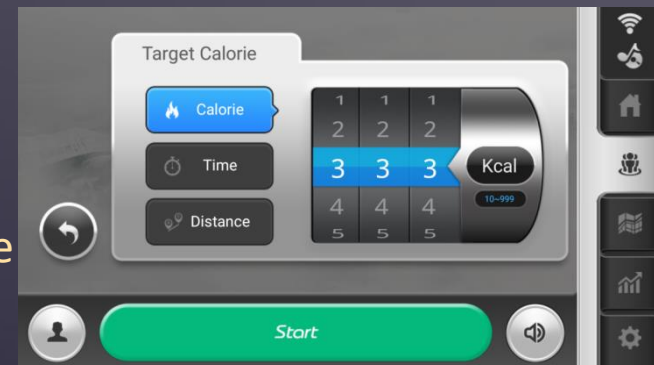 Target Calorie
Calorie
Time
Distance
1 1 1
2 2 2
3 3 3
4 4 4
5 5 5
Kcal
10~999
e
Start